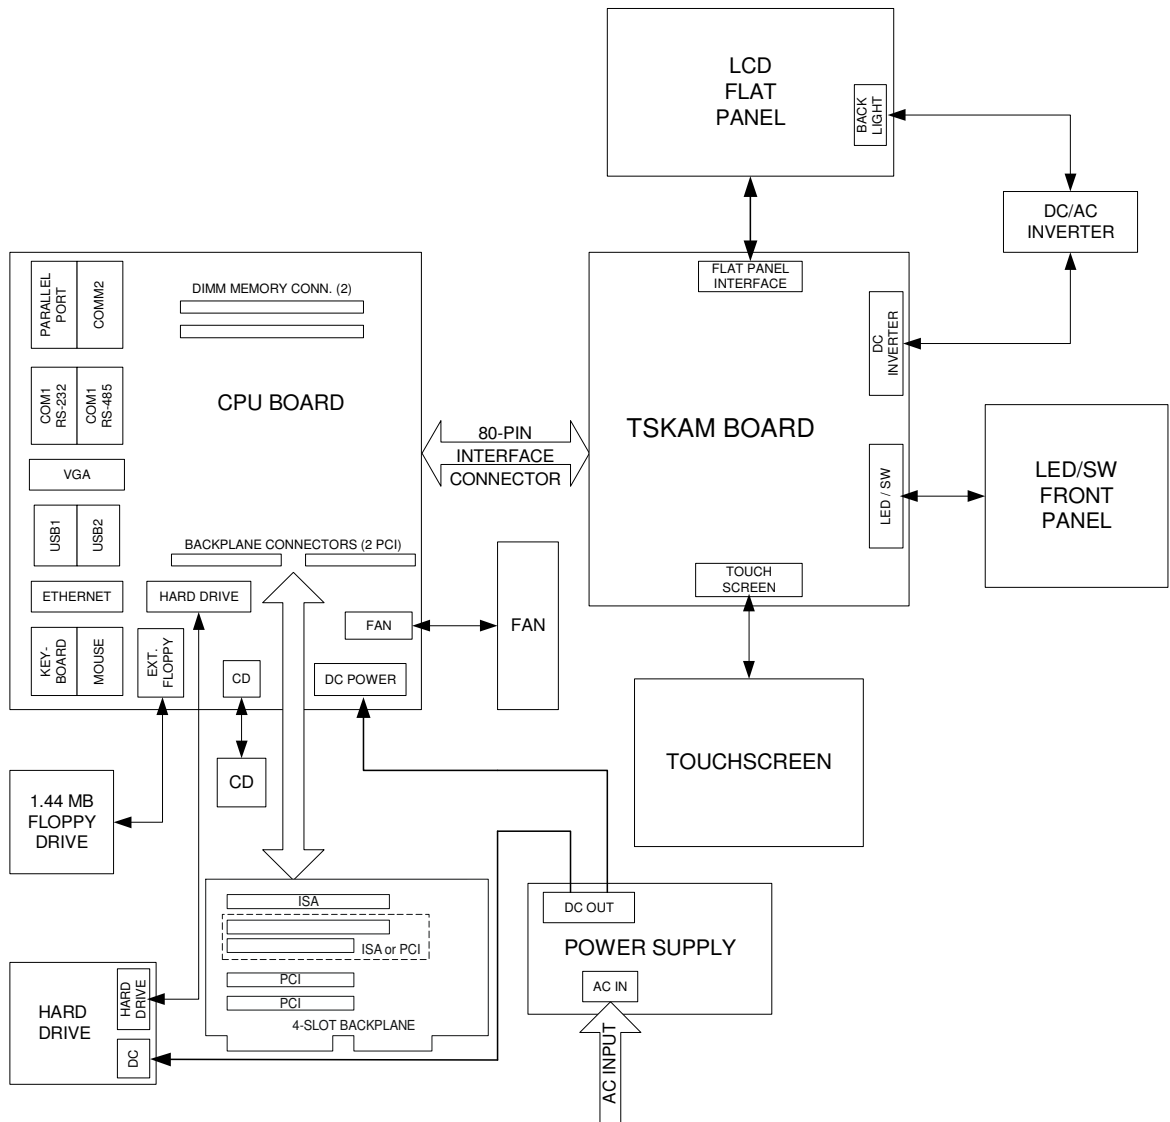 LCD
FLAT
PANEL
BACK
LIGHT
DC/AC
INVERTER
FLAT PANEL
INTERFACE
DC
INVERTER
TSKAM BOARD
LED / SW
TOUCH
SCREEN
LED/SW
FRONT
PANEL
TOUCHSCREEN
80-PIN
INTERFACE
CONNECTOR
PARALLEL
PORT
COMM2
DIMM MEMORY CONN. (2)
COM1
RS-232
COM1
RS-485
CPU BOARD
VGA
USB1
USB2
BACKPLANE CONNECTORS (2 PCI)
ETHERNET
HARD DRIVE
FAN
FAN
KEY-
BOARD
MOUSE
EXT.
FLOPPY
CD
DC POWER
CD
1.44 MB
FLOPPY
DRIVE
ISA
ISA or PCI
PCI
PCI
4-SLOT BACKPLANE
HARD
DRIVE
HARD
DRIVE
DC
DC OUT
POWER SUPPLY
AC IN
AC INPUT